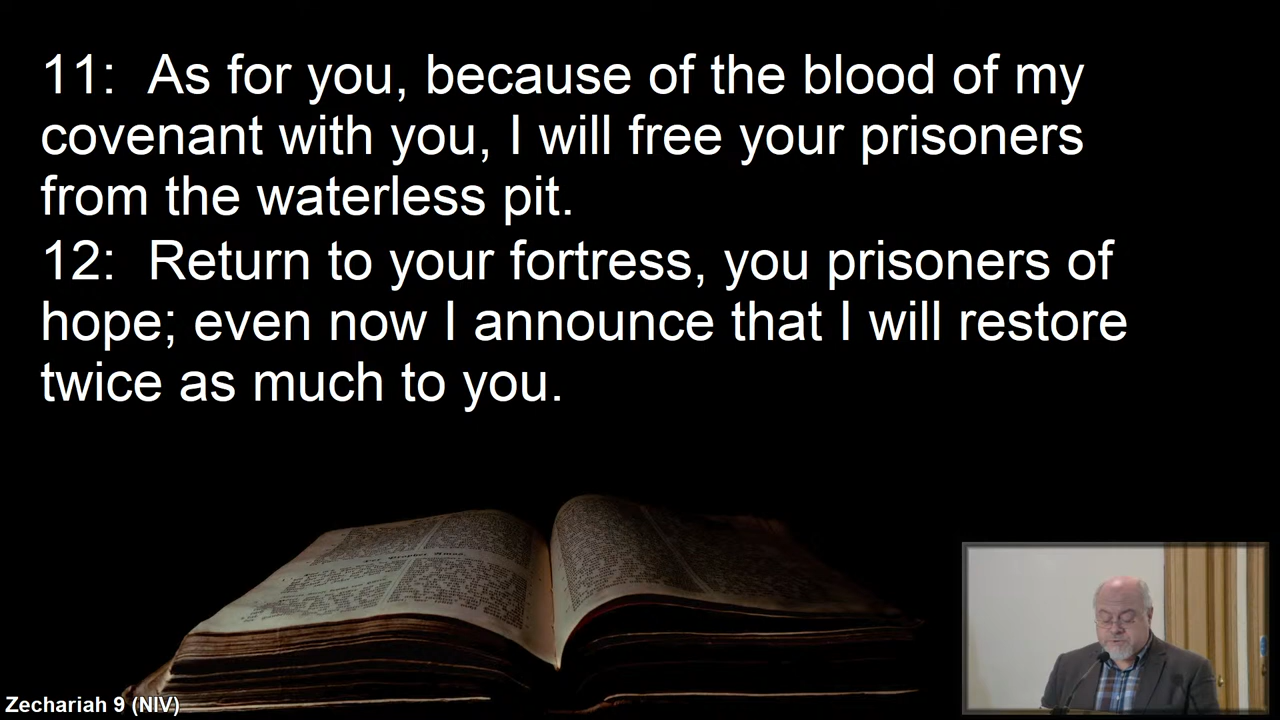 11: As for you, because of the blood of my
covenant with you, I will free your prisoners
from the waterless pit.
12: Return to your fortress, you prisoners of
hope; even now I announce that I will restore
twice as much to you.
Zechariah 9 (NIV)